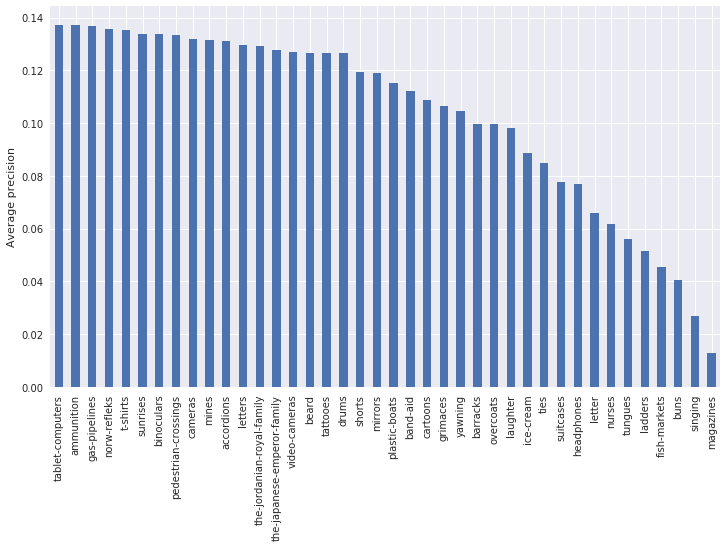 Average precision
0.14
0.12
0.10
0.08
0.06
0.04
0.02
0.00
tablet-computers
ammunition
gas-pipelines
norw-refleks
t-shirts
sunrises
binoculars
pedestrian-crossings
cameras
mines
accordions
letters
the-jordanian-royal-family
the-japanese-emperor-family
video-cameras
beard
tattooes
drums
shorts
mirrors
plastic-boats
band-aid
cartoons
grimaces
yawning
barracks
overcoats
laughter
ice-cream
ties
suitcases
headphones
letter
nurses
tungues
ladders
fish-markets
buns
singing
magazines